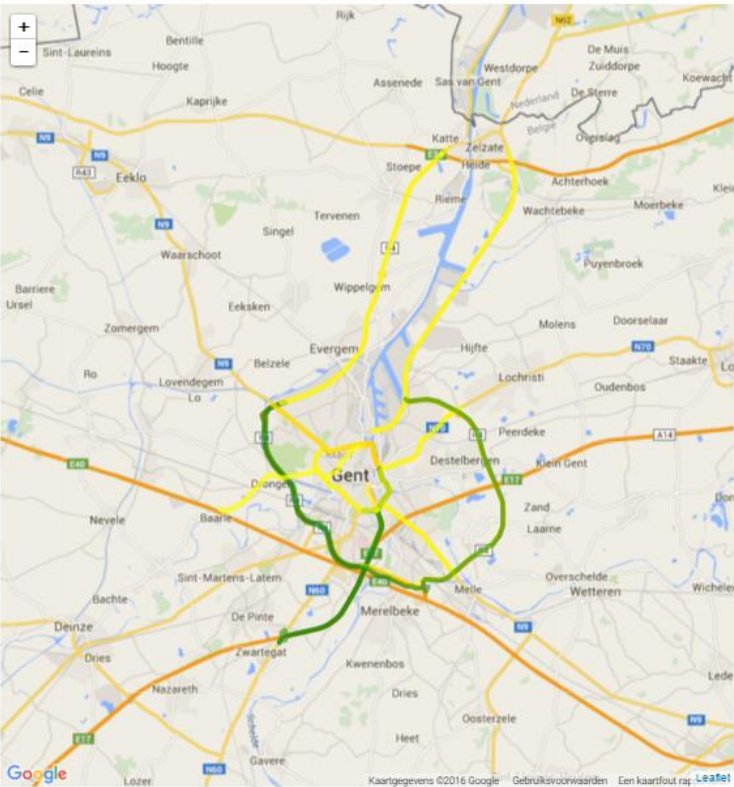 Rijk
N62
+
−
Bentille
De Muis
Sint-Laureins
Zuiddorpe
Hoogte
Westdorpe
Koewacht
Assenede
Sas van Gent
De Sterre
Celie
Kaprijke
Nederland
België
N9
Katte
Overslag
Zelzate
N9
Stoepe
Heide
R43
Eeklo
Achterhoek
Rieme
Moerbeke
Tervenen
Wachtebeke
N9
Singel
Waarschoot
Puyenbroek
Barriere
Wippelgem
Ursel
Eeksken
Zomergem
Molens
Doorselaar
Evergem
Hijfte
N70
Belzele
N9
Staakte
Ro
Lovendegem
Lochristi
Oudenbos
Lo
Peerdeke
A14
E40
Destelbergen
Klein Gent
Gent
E17
Nevele
Baarle
Zand
Laarne
Sint-Martens-Latem
E40
Overschelde
N60
Melle
Wetteren
Bachte
Merelbeke
De Pinte
Deinze
N9
Zwartegat
Dries
Kwenenbos
Nazareth
Dries
Oosterzele
N9
Schelde
E17
Heet
Gavere
N60
Google
Lozer
Kaartgegevens ©2016 Google Gebruiksvoorwaarden Een kaartfout Leaflet